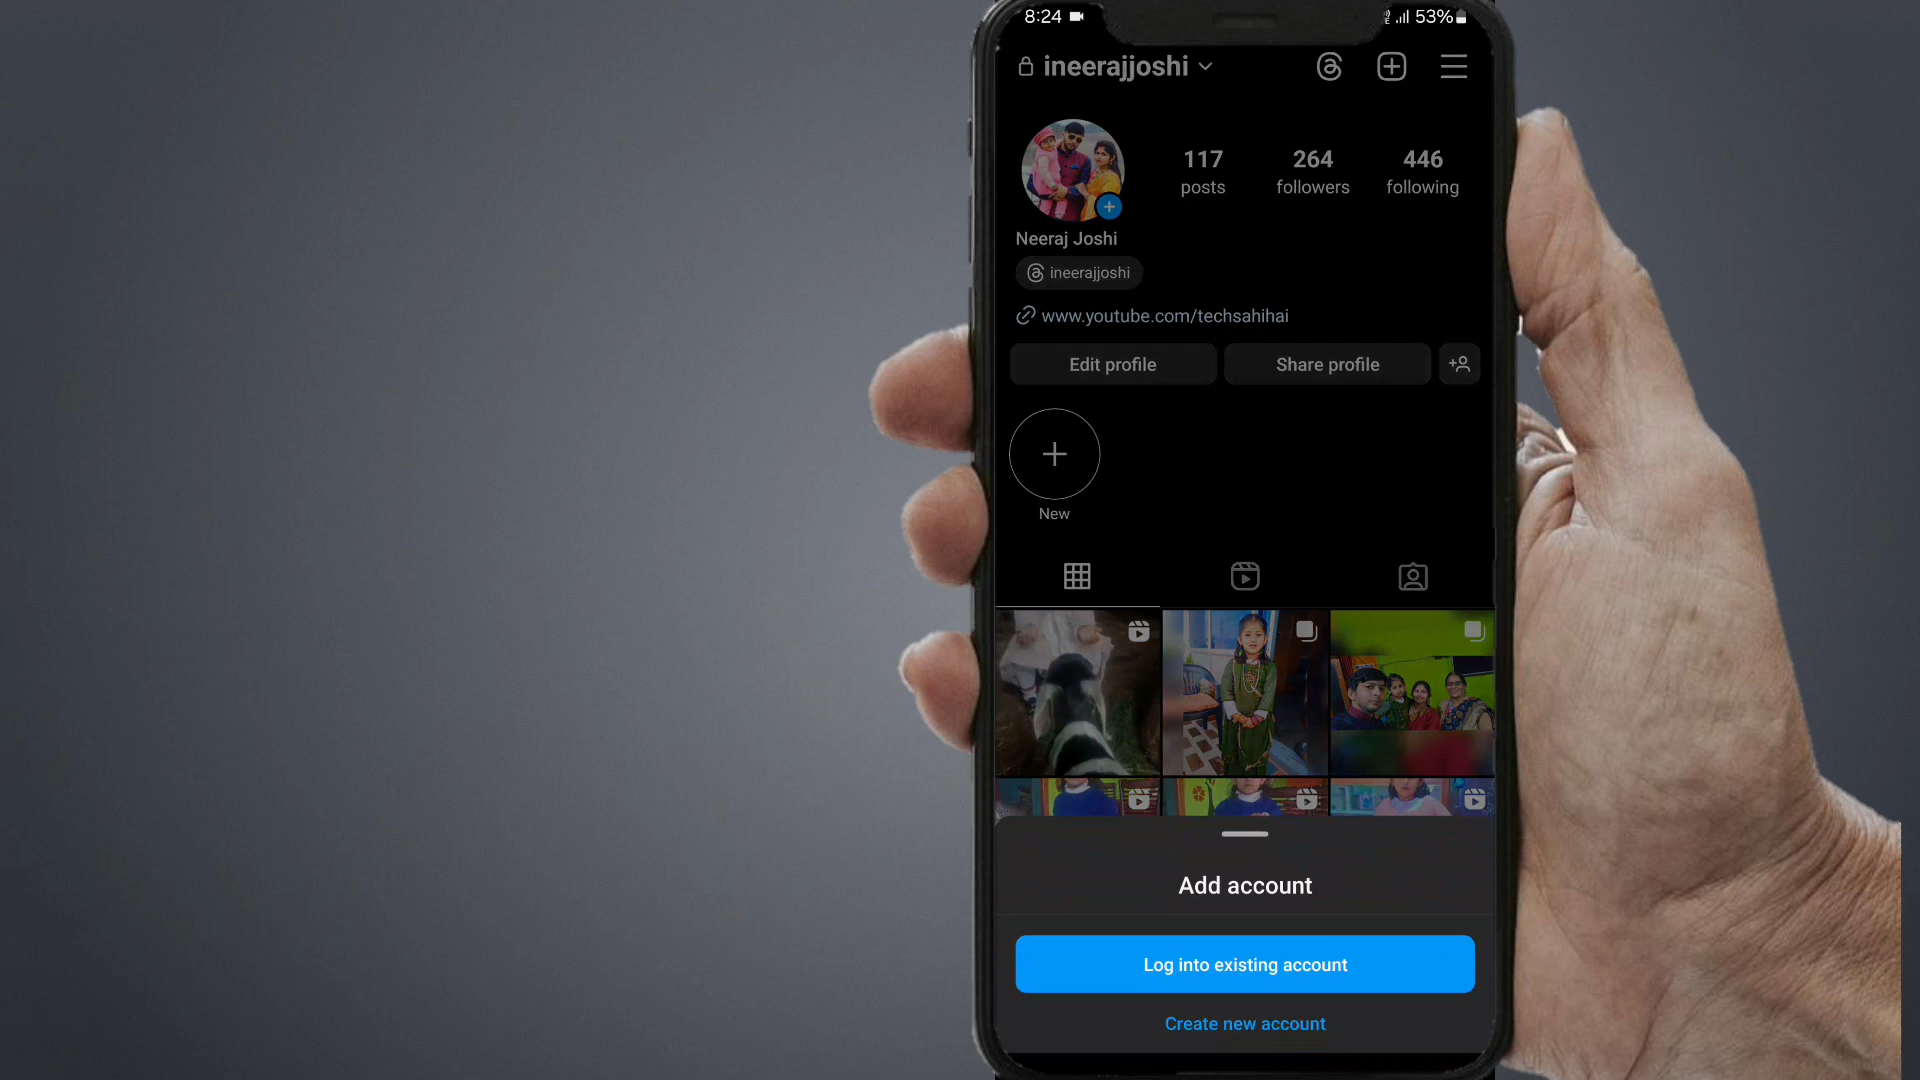 8:24 53%
ineerajjoshi
117 264 446
posts followers following
Neeraj Joshi
ineerajjoshi
www.youtube.com/techsahihai
Edit profile Share profile
New
Add account
Log into existing account
Create new account